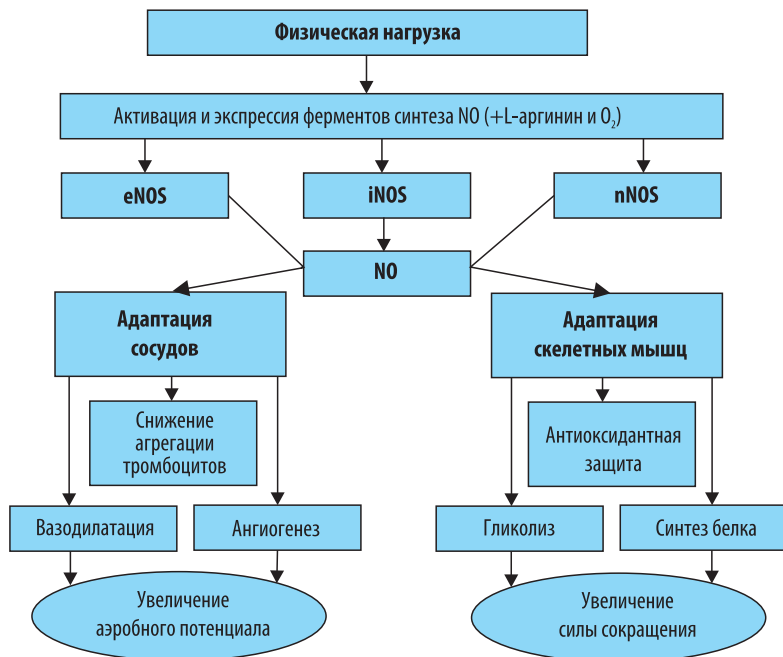 Физическая нагрузка
Активация и экспрессия ферментов синтеза NO (+L-аргинин и O₂)
eNOS
iNOS
nNOS
NO
Адаптация
сосудов
Адаптация
скелетных мышц
Снижение
агрегации
тромбоцитов
Антиоксидантная
защита
Вазодилатация
Ангиогенез
Гликолиз
Синтез белка
Увеличение
аэробного потенциала
Увеличение
силы сокращения